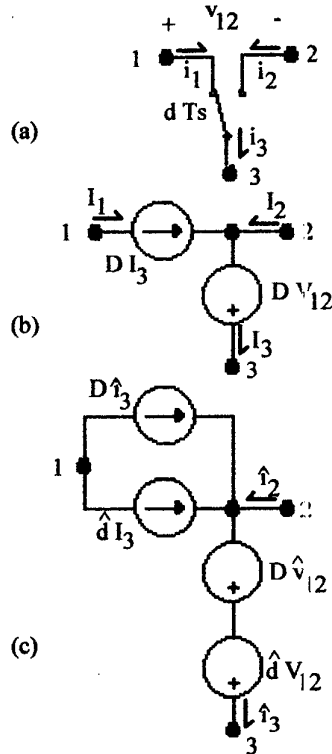 + v12 -
1 i1 i2 2
d Ts
(a)
i3
3
I1 I2
1 2
D I3
D V12
(b)
I3
3
D î3
1
î2
2
d̂ I3
D v̂12
(c)
d̂ V12
î3
3